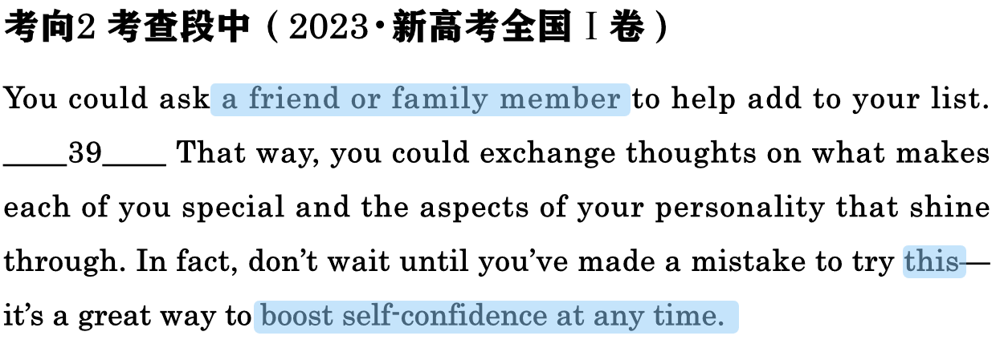 考向2 考查段中（2023·新高考全国Ⅰ卷）
You could ask a friend or family member to help add to your list.
____39____ That way, you could exchange thoughts on what makes
each of you special and the aspects of your personality that shine
through. In fact, don’t wait until you’ve made a mistake to try this—
it’s a great way to boost self-confidence at any time.